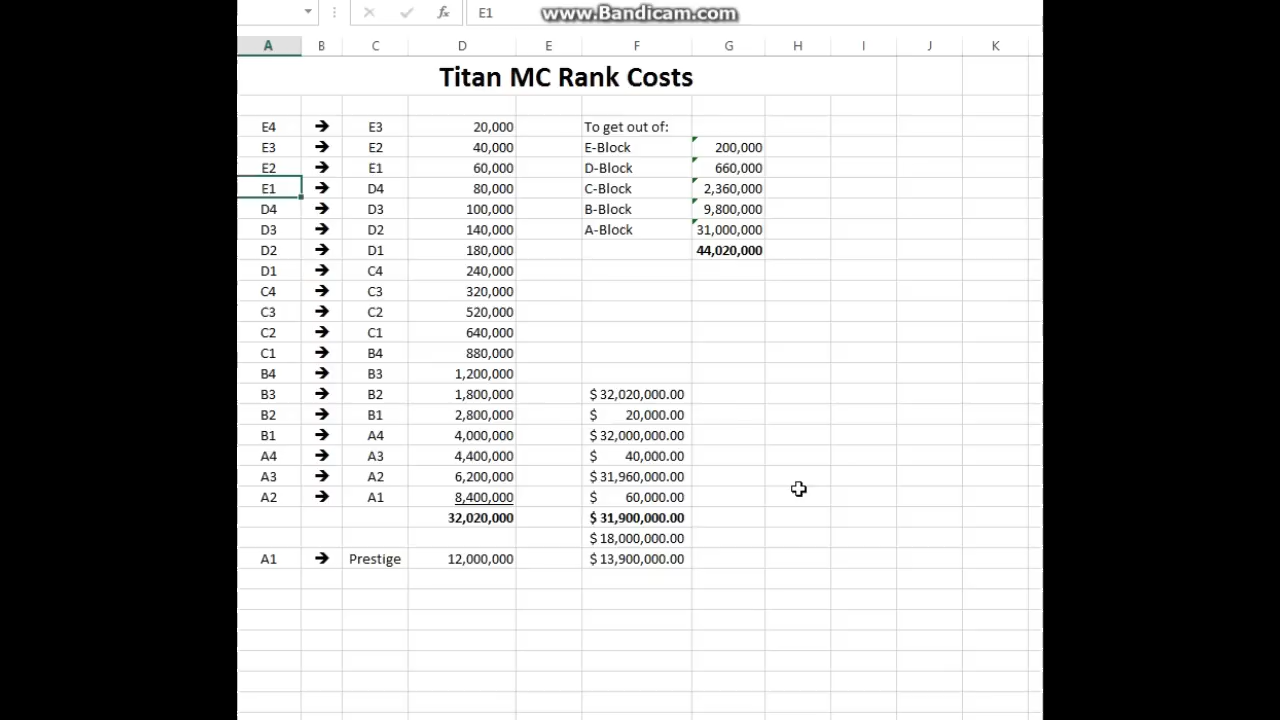 www.Bandicam.com
fx E1
A B C D E F G H I J K
Titan MC Rank Costs
E4 ➔ E3 20,000 To get out of:
E3 ➔ E2 40,000 E-Block 200,000
E2 ➔ E1 60,000 D-Block 660,000
E1 ➔ D4 80,000 C-Block 2,360,000
D4 ➔ D3 100,000 B-Block 9,800,000
D3 ➔ D2 140,000 A-Block 31,000,000
D2 ➔ D1 180,000 44,020,000
D1 ➔ C4 240,000
C4 ➔ C3 320,000
C3 ➔ C2 520,000
C2 ➔ C1 640,000
C1 ➔ B4 880,000
B4 ➔ B3 1,200,000
B3 ➔ B2 1,800,000 $ 32,020,000.00
B2 ➔ B1 2,800,000 $ 20,000.00
B1 ➔ A4 4,000,000 $ 32,000,000.00
A4 ➔ A3 4,400,000 $ 40,000.00
A3 ➔ A2 6,200,000 $ 31,960,000.00
A2 ➔ A1 8,400,000 $ 60,000.00
32,020,000 $ 31,900,000.00
$ 18,000,000.00
A1 ➔ Prestige 12,000,000 $ 13,900,000.00